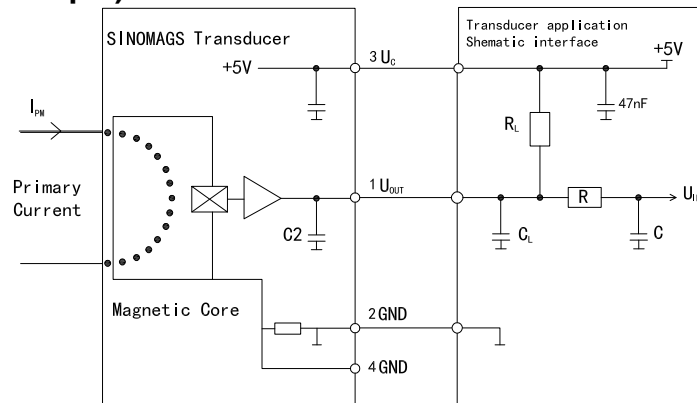 SINOMAGS Transducer
Transducer application
Shematic interface
+5V
3 Uc
+5V
47nF
IPM
RL
Primary
Current
1 UOUT
R
C2
CL
C
Magnetic Core
2 GND
4 GND